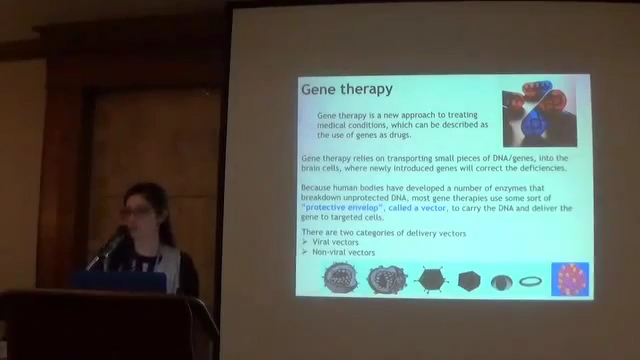 Gene therapy
Gene therapy is a new approach to treating
medical conditions, which can be described as
the use of genes as drugs.
Gene therapy relies on transporting small pieces of DNA/genes, into the
brain cells, where newly introduced genes will correct the deficiencies.
Because human bodies have developed a number of enzymes that
breakdown unprotected DNA, most gene therapies use some sort of
"protective envelop", called a vector, to carry the DNA and deliver the
gene to targeted cells.
There are two categories of delivery vectors
➢ Viral vectors
➢ Non-viral vectors